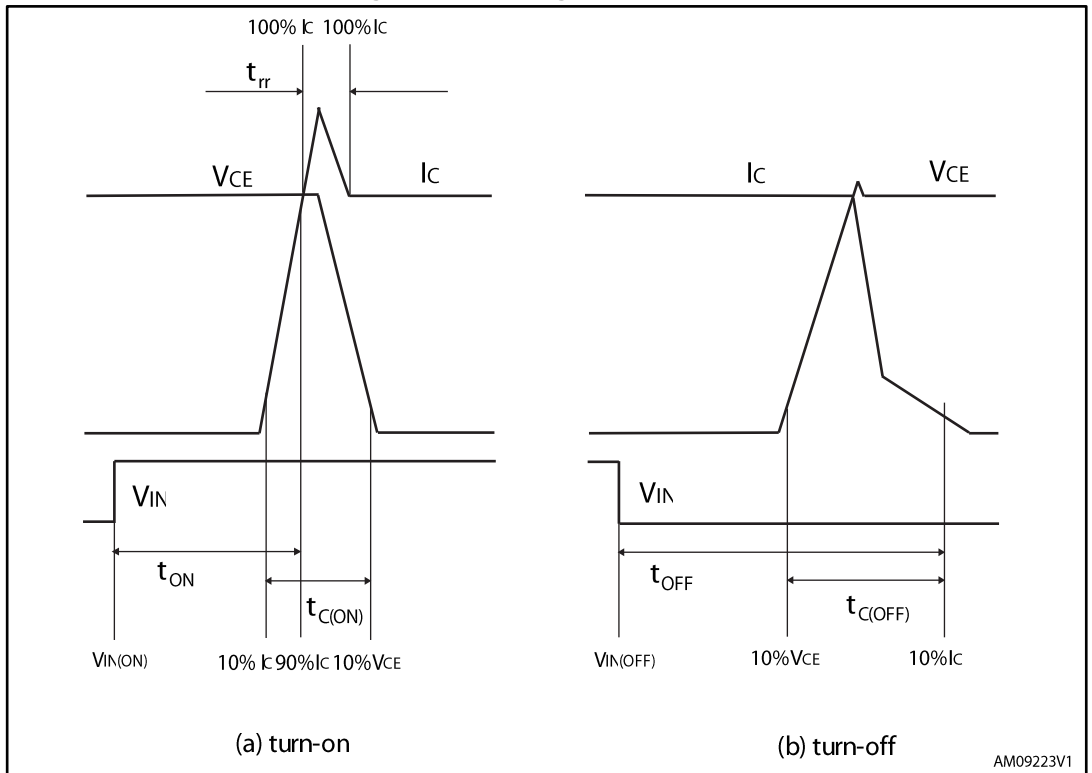 100% IC 100% IC
trr
VCE
IC
IC
VCE
VIN
VIN
tON
tC(ON)
tOFF
tC(OFF)
VIN(ON)
10% IC 90%IC 10%VCE
VIN(OFF)
10%VCE
10%IC
(a) turn-on
(b) turn-off
AM09223V1